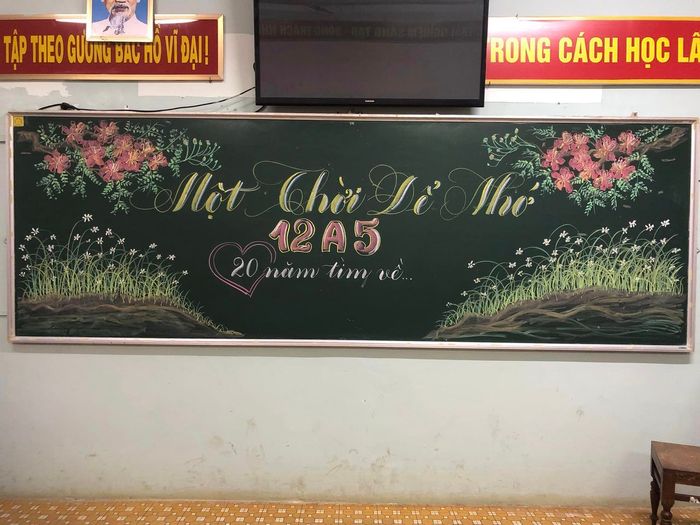 TẬP THEO GƯƠNG BÁC HỒ VĨ ĐẠI!
RONG CÁCH HỌC LÀ
Một Thời Để Nhớ
12A5
20 năm tìm về...